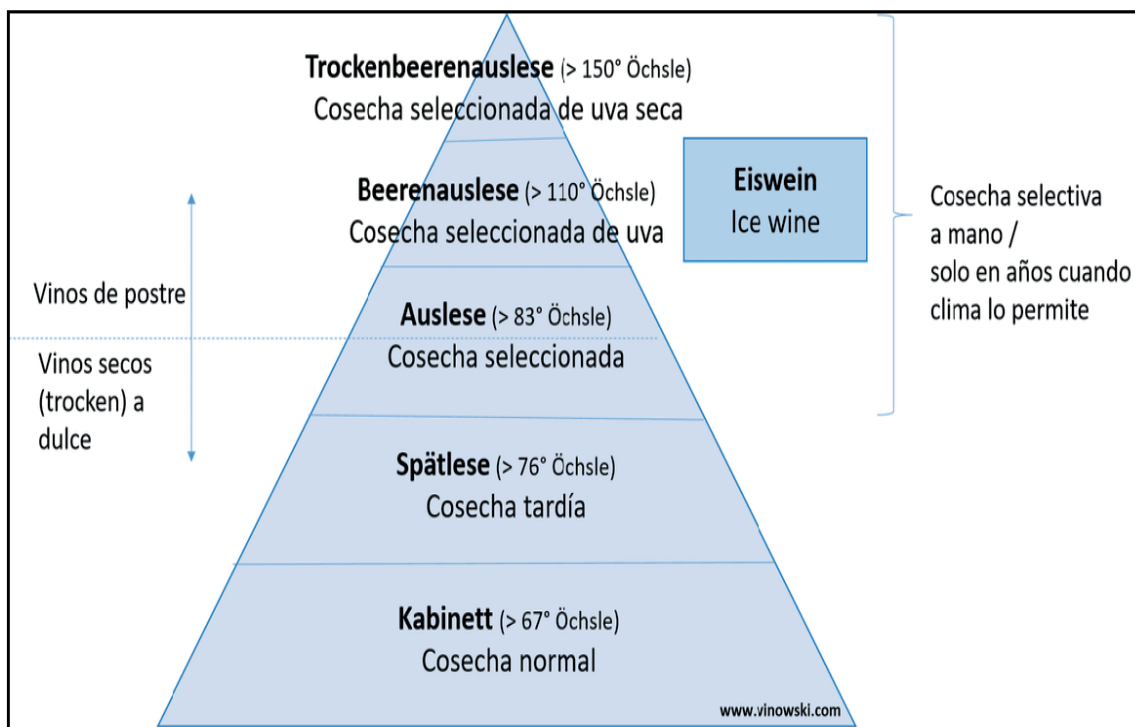 Trockenbeerenauslese (> 150° Öchsle)
Cosecha seleccionada de uva seca
Beerenauslese (> 110° Öchsle)
Cosecha seleccionada de uva
Eiswein
Ice wine
Cosecha selectiva
a mano /
solo en años cuando
clima lo permite
Vinos de postre
Auslese (> 83° Öchsle)
Cosecha seleccionada
Vinos secos
(trocken) a
dulce
Spätlese (> 76° Öchsle)
Cosecha tardía
Kabinett (> 67° Öchsle)
Cosecha normal
www.vinowski.com